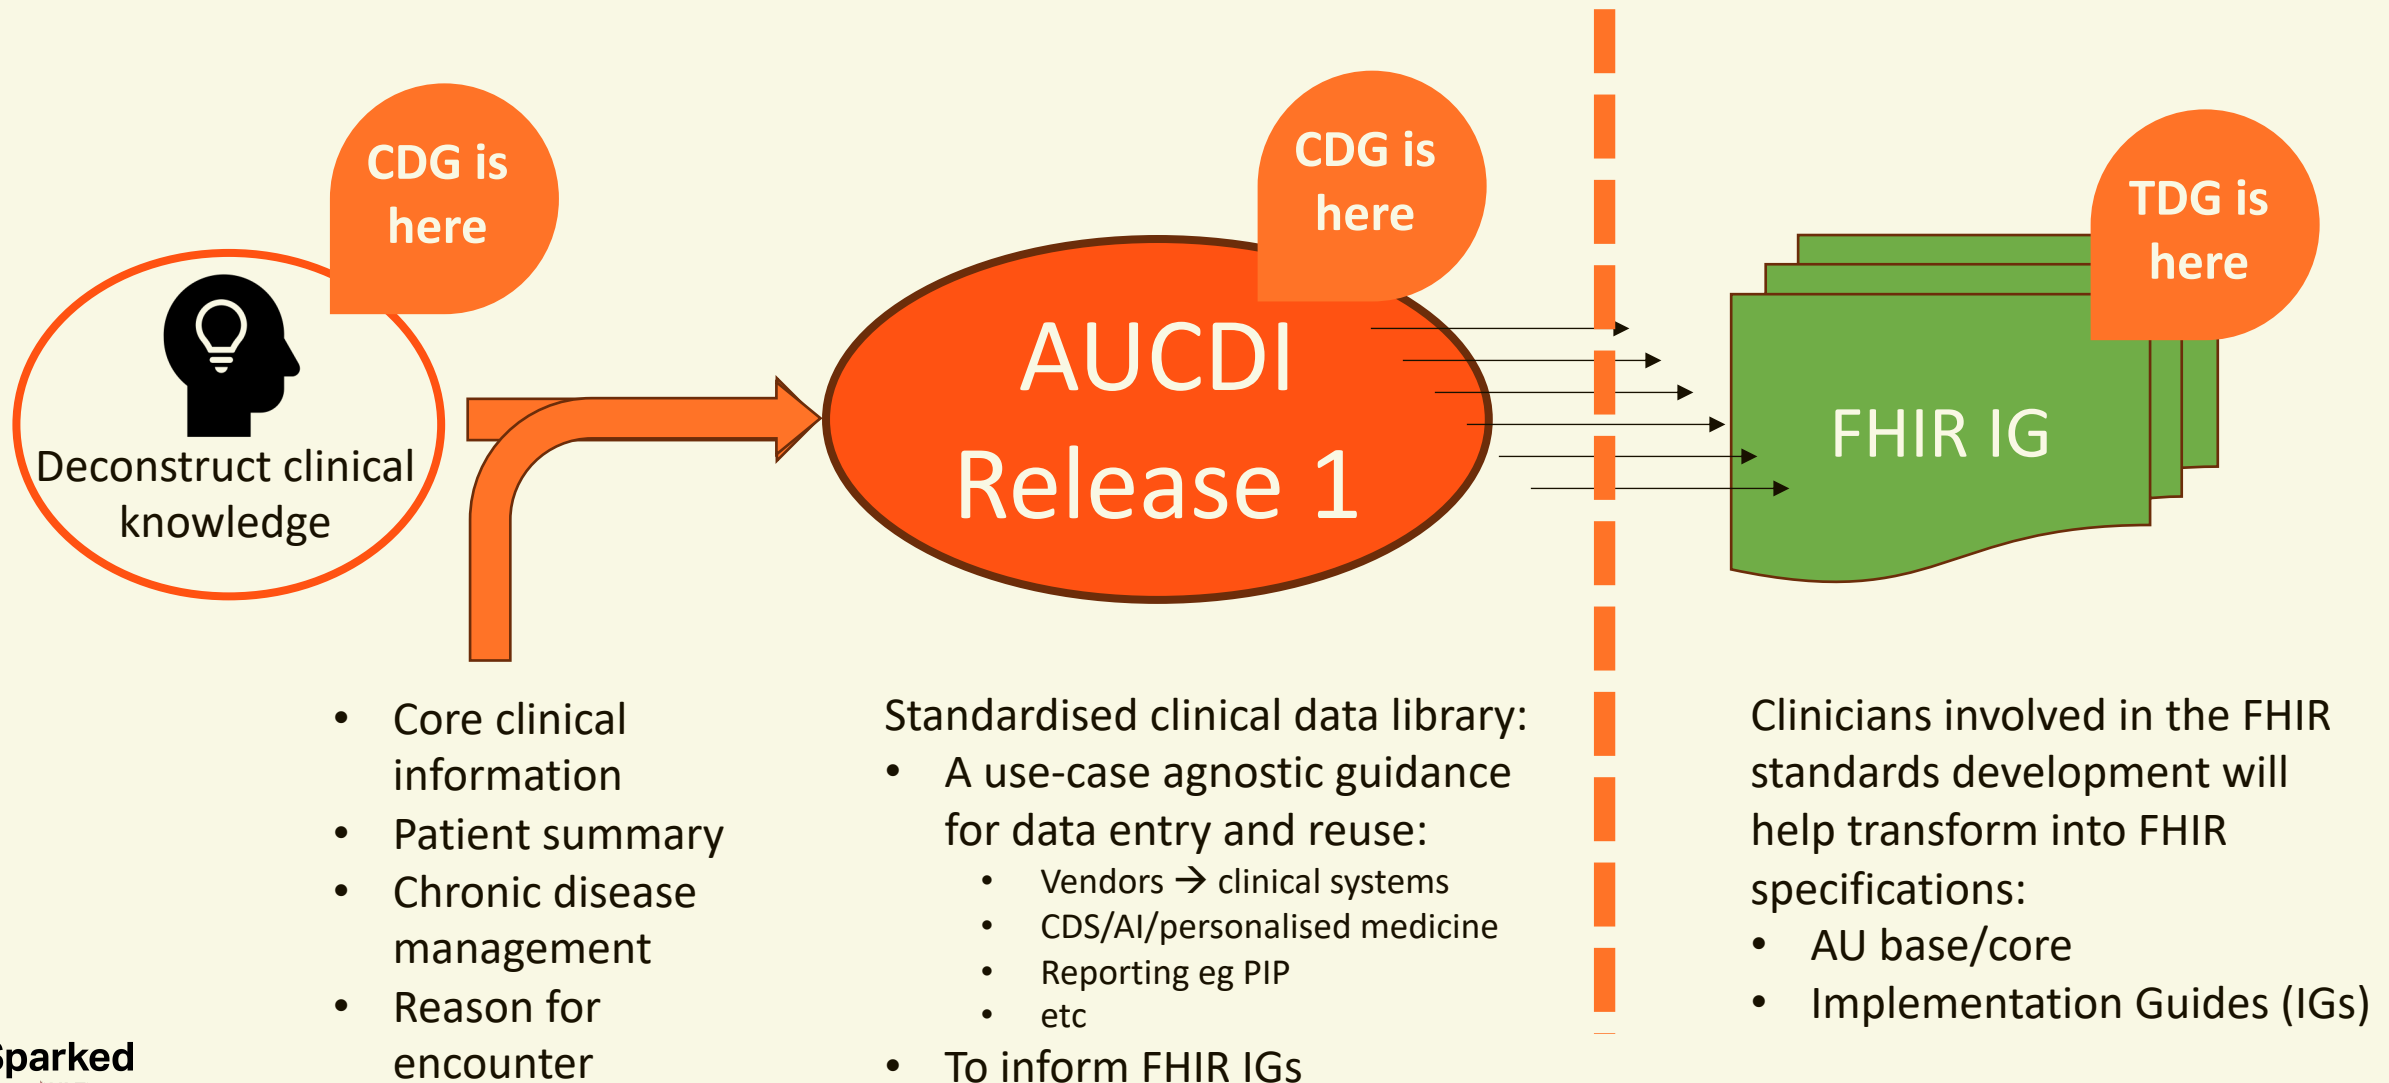 CDG is
here
Deconstruct clinical
knowledge
CDG is
here
AUCDI
Release 1
TDG is
here
FHIR IG
• Core clinical
information
• Patient summary
• Chronic disease
management
• Reason for
encounter
Standardised clinical data library:
• A use-case agnostic guidance
for data entry and reuse:
• Vendors → clinical systems
• CDS/AI/personalised medicine
• Reporting eg PIP
• etc
• To inform FHIR IGs
Clinicians involved in the FHIR
standards development will
help transform into FHIR
specifications:
• AU base/core
• Implementation Guides (IGs)
Sparked